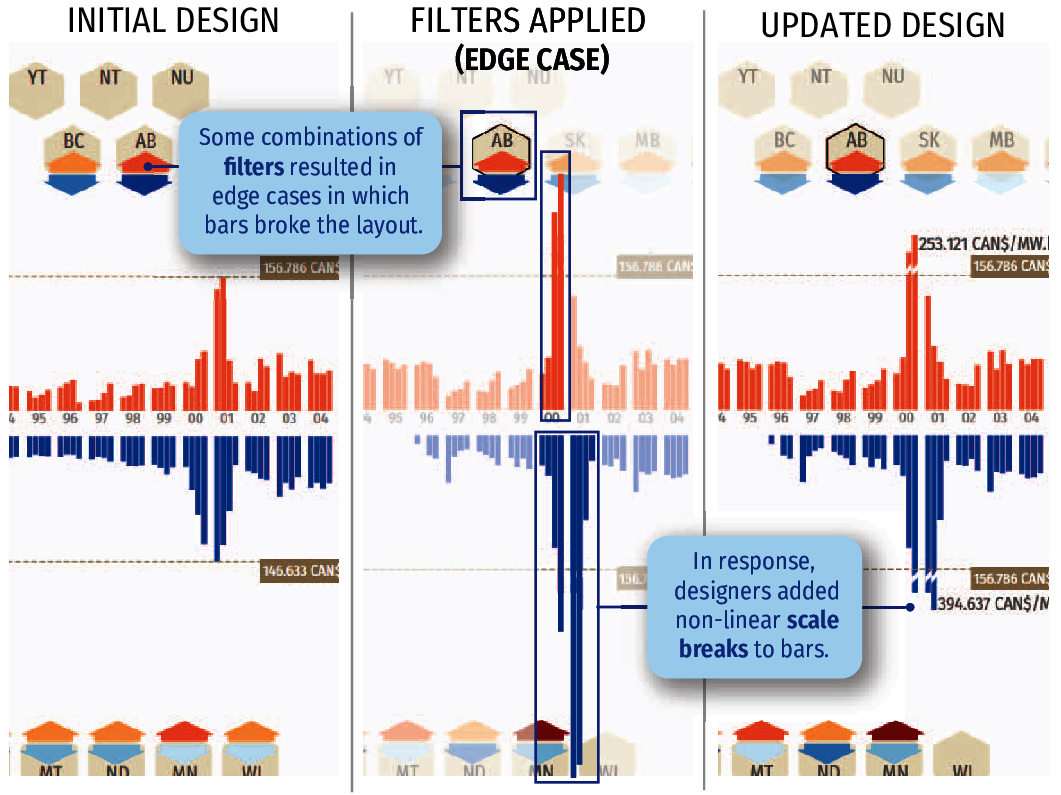 INITIAL DESIGN
FILTERS APPLIED
(EDGE CASE)
UPDATED DESIGN
YT NT NU
BC AB
Some combinations of
filters resulted in
edge cases in which
bars broke the layout.
156.786 CAN$
4 95 96 97 98 99 00 01 02 03 04
146.633 CAN$
MT ND MN WI
YT NT NU
AB SK MB
156.786 CAN$
4 95 96 97 98 99 00 01 02 03 04
156.7
MT ND MN WI
YT NT NU
BC AB SK MB
253.121 CAN$/MW.
156.786 CAN$
4 95 96 97 98 99 00 01 02 03 04
In response,
designers added
non-linear scale
breaks to bars.
156.786 CAN$
394.637 CAN$/M
MT ND MN WI